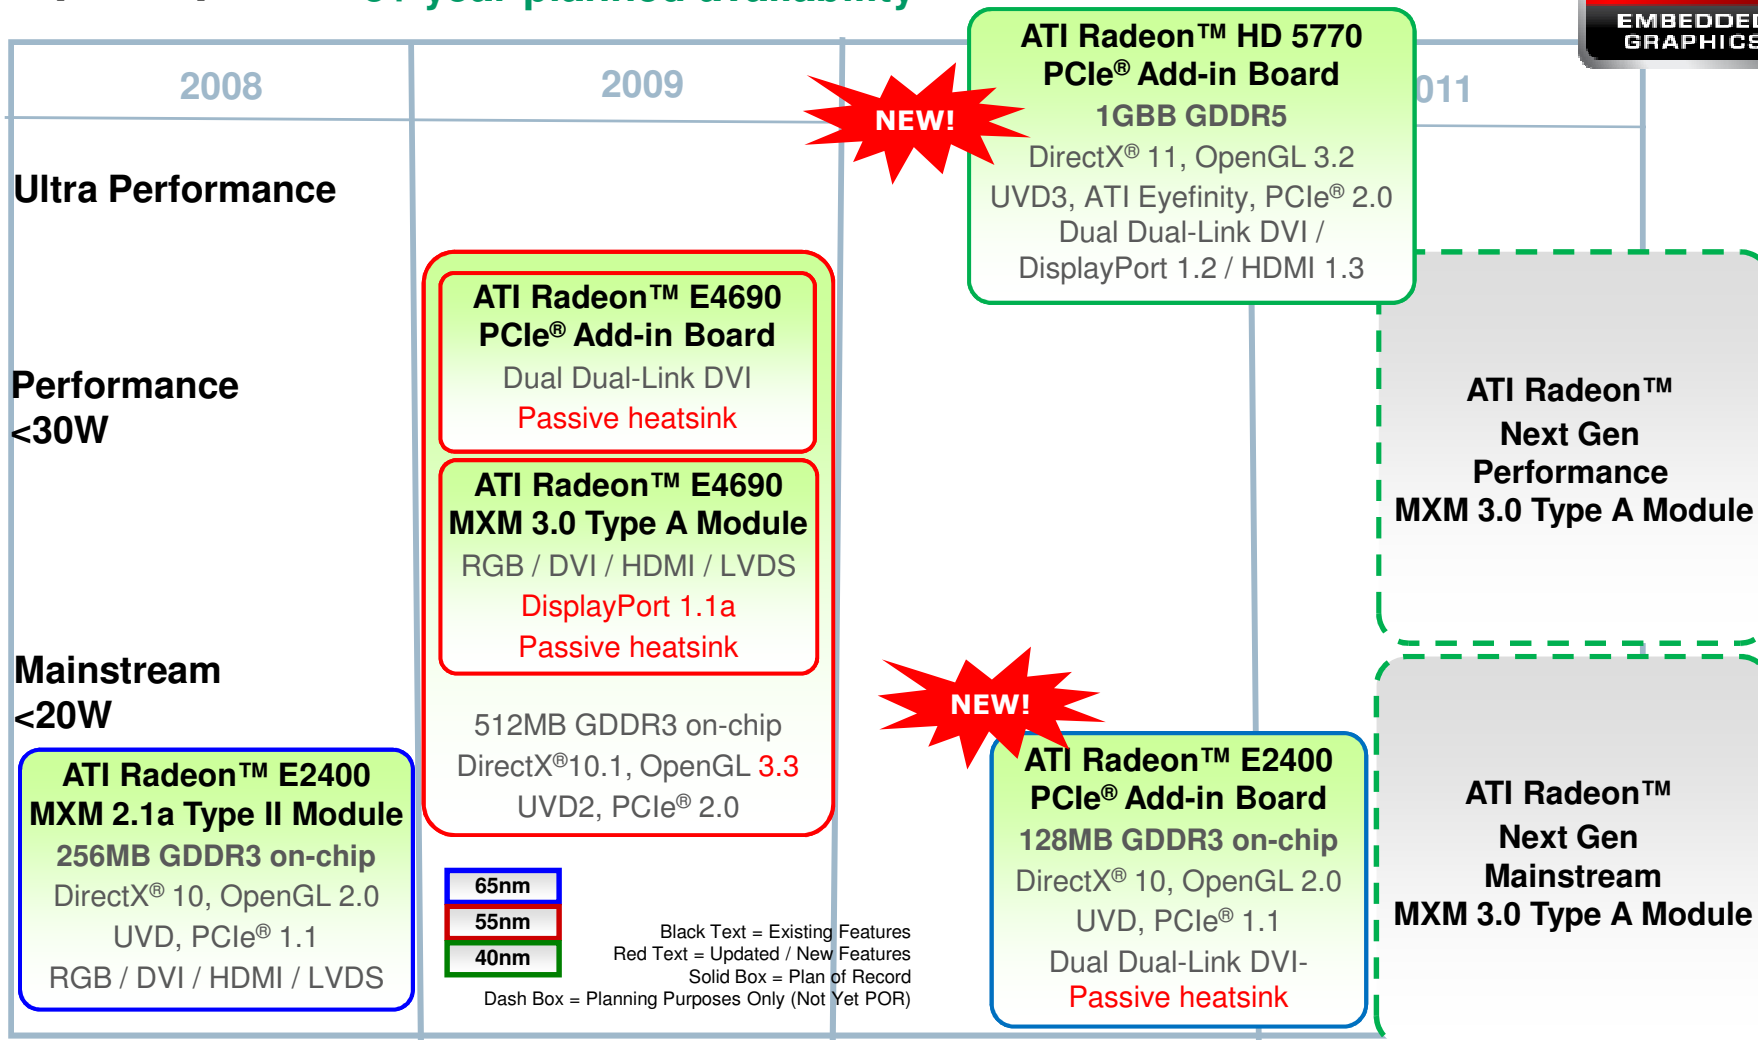 planned availability
EMBEDDED
GRAPHICS
2008
2009
011
Ultra Performance
Performance
<30W
Mainstream
<20W
NEW!
ATI Radeon™ HD 5770
PCIe® Add-in Board
1GBB GDDR5
DirectX® 11, OpenGL 3.2
UVD3, ATI Eyefinity, PCIe® 2.0
Dual Dual-Link DVI /
DisplayPort 1.2 / HDMI 1.3
ATI Radeon™ E4690
PCIe® Add-in Board
Dual Dual-Link DVI
Passive heatsink
ATI Radeon™ E4690
MXM 3.0 Type A Module
RGB / DVI / HDMI / LVDS
DisplayPort 1.1a
Passive heatsink
512MB GDDR3 on-chip
DirectX®10.1, OpenGL 3.3
UVD2, PCIe® 2.0
ATI Radeon™
Next Gen
Performance
MXM 3.0 Type A Module
ATI Radeon™ E2400
MXM 2.1a Type II Module
256MB GDDR3 on-chip
DirectX® 10, OpenGL 2.0
UVD, PCIe® 1.1
RGB / DVI / HDMI / LVDS
NEW!
ATI Radeon™ E2400
PCIe® Add-in Board
128MB GDDR3 on-chip
DirectX® 10, OpenGL 2.0
UVD, PCIe® 1.1
Dual Dual-Link DVI-
Passive heatsink
ATI Radeon™
Next Gen
Mainstream
MXM 3.0 Type A Module
65nm
55nm
40nm
Black Text = Existing Features
Red Text = Updated / New Features
Solid Box = Plan of Record
Dash Box = Planning Purposes Only (Not Yet POR)